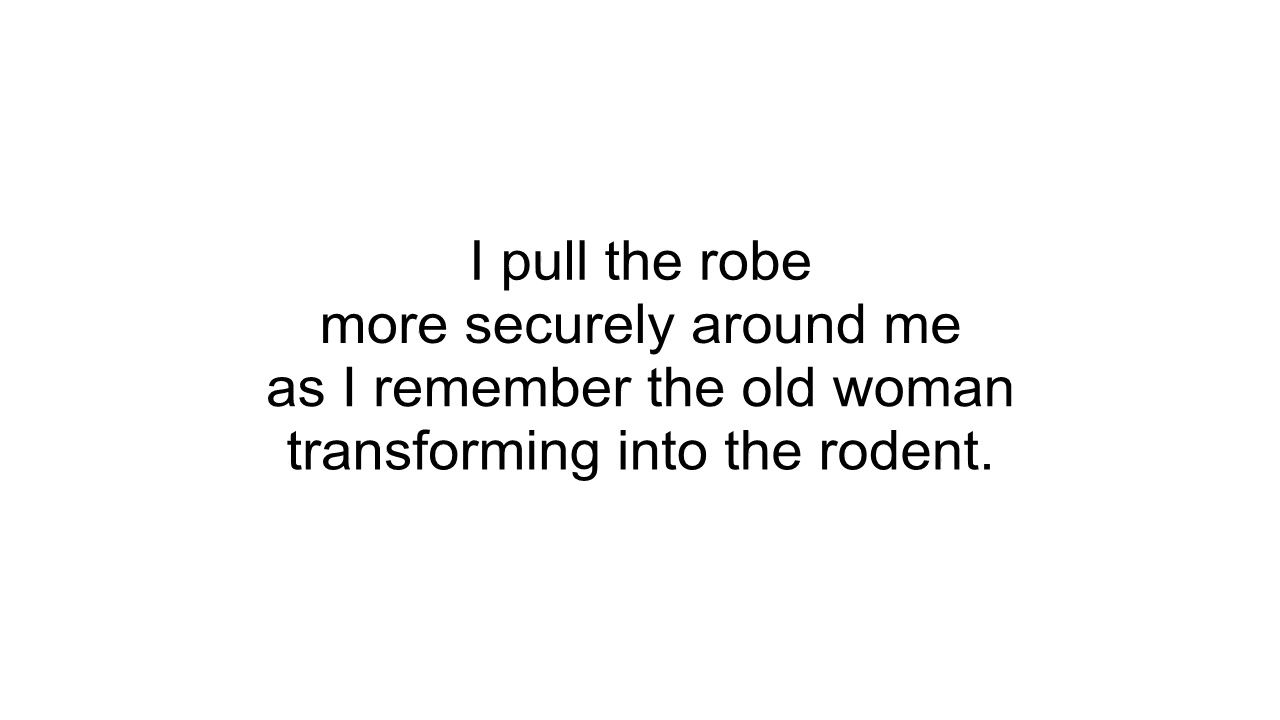 I pull the robe
more securely around me
as I remember the old woman
transforming into the rodent.